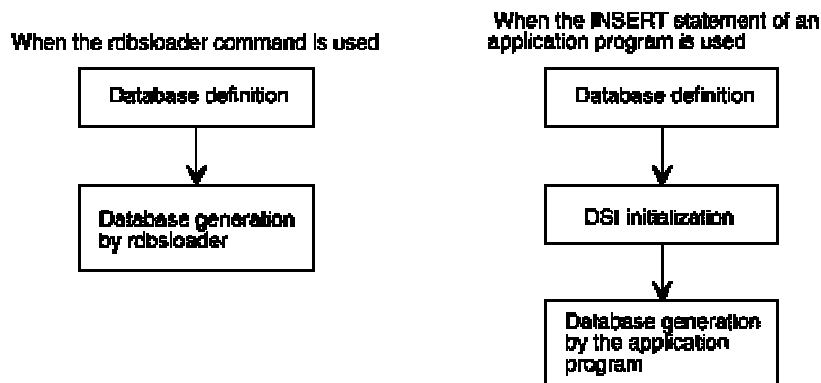 When the rdbsloader command is used
Database definition
Database generation
by rdbsloader
When the INSERT statement of an
application program is used
Database definition
DSI initialization
Database generation
by the application
program